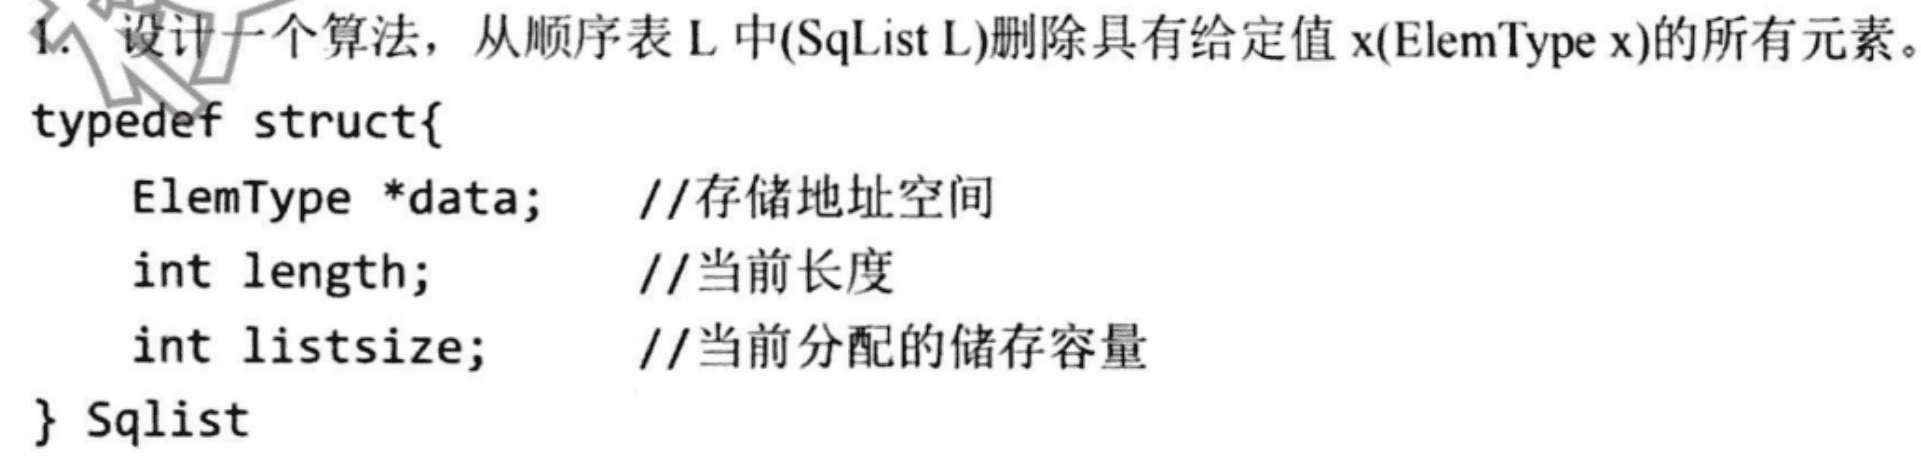 1. 设计一个算法，从顺序表 L 中(SqList L)删除具有给定值 x(ElemType x)的所有元素。
typedef struct{
ElemType *data; //存储地址空间
int length; //当前长度
int listsize; //当前分配的储存容量
} Sqlist